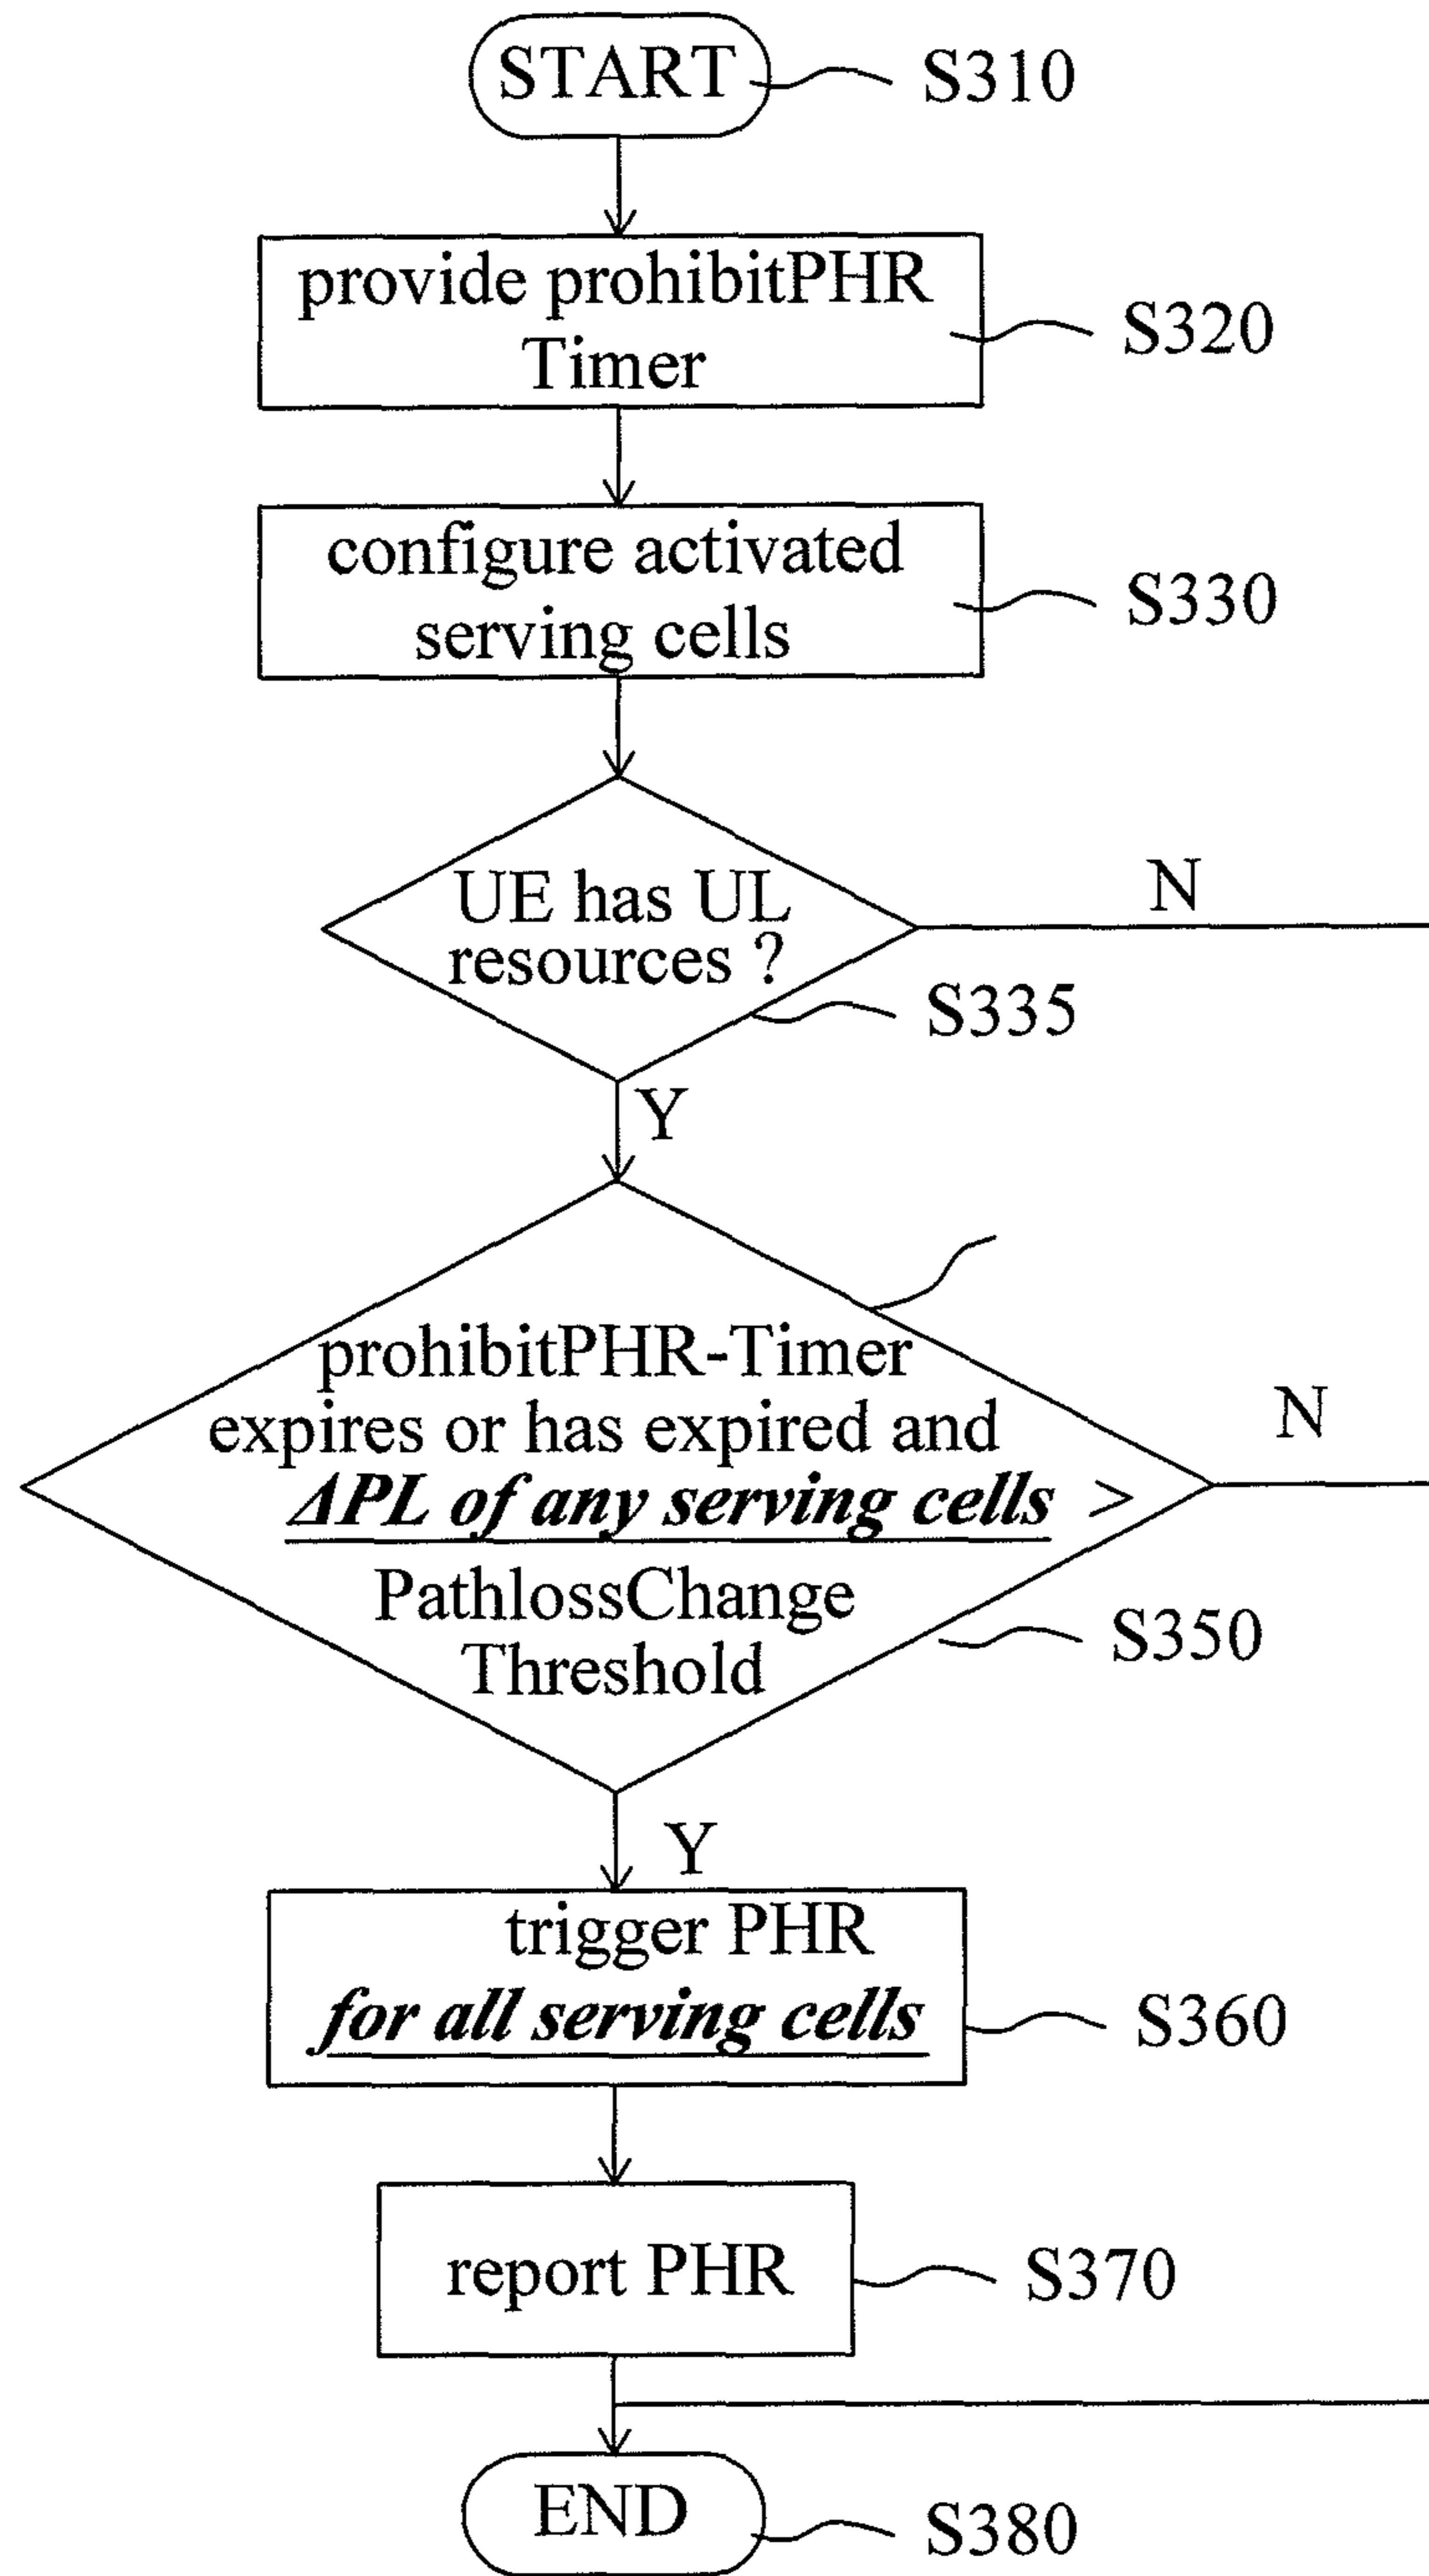 START
S310
provide prohibitPHR
Timer
S320
configure activated
serving cells
S330
UE has UL
resources ?
N
S335
Y
prohibitPHR-Timer
expires or has expired and
ΔPL of any serving cells >
PathlossChange
Threshold
N
S350
Y
trigger PHR
for all serving cells
S360
report PHR
S370
END
S380